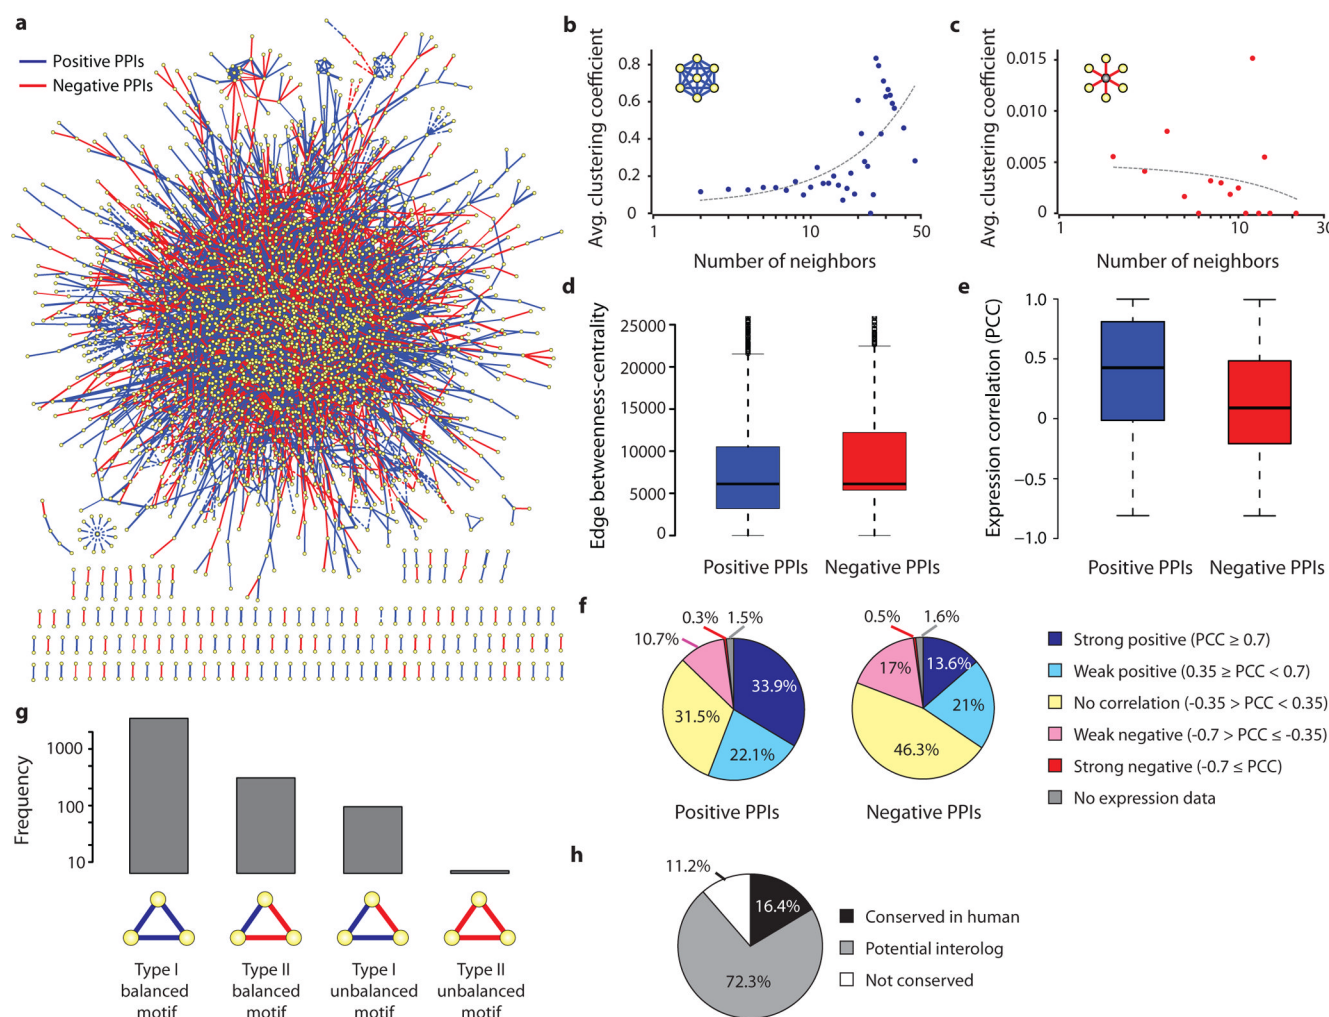 a
Positive PPIs
Negative PPIs
b
Avg. clustering coefficient
0.8
0.6
0.4
0.2
0
1
10
50
Number of neighbors
c
Avg. clustering coefficient
0.015
0.010
0.005
0
1
10
30
Number of neighbors
d
Edge betweenness-centrality
25000
20000
15000
10000
5000
0
Positive PPIs
Negative PPIs
e
Expression correlation (PCC)
1.0
0.5
0
−0.5
−1.0
Positive PPIs
Negative PPIs
f
0.3%
1.5%
10.7%
33.9%
31.5%
22.1%
Positive PPIs
0.5%
1.6%
17%
13.6%
21%
46.3%
Negative PPIs
Strong positive (PCC ≥ 0.7)
Weak positive (0.35 ≥ PCC < 0.7)
No correlation (-0.35 > PCC < 0.35)
Weak negative (-0.7 > PCC ≤ -0.35)
Strong negative (-0.7 ≤ PCC)
No expression data
g
Frequency
1000
100
10
Type I
balanced
motif
Type II
balanced
motif
Type I
unbalanced
motif
Type II
unbalanced
motif
h
11.2%
16.4%
72.3%
Conserved in human
Potential interolog
Not conserved